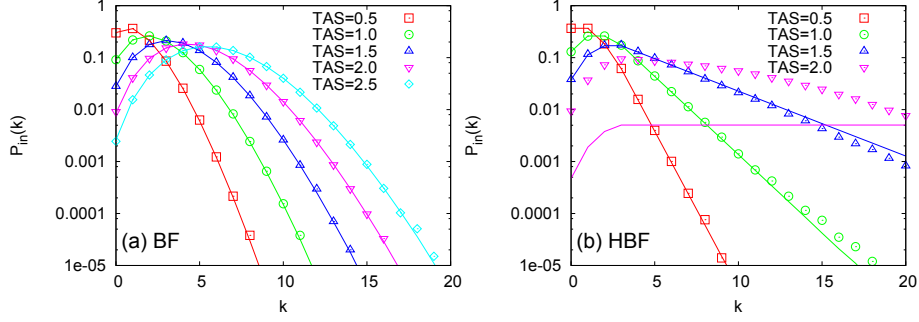 TAS=0.5
TAS=1.0
TAS=1.5
TAS=2.0
TAS=2.5
1
0.1
0.01
0.001
0.0001
1e-05
P_in(k)
(a) BF
0 5 10 15 20
k
TAS=0.5
TAS=1.0
TAS=1.5
TAS=2.0
1
0.1
0.01
0.001
0.0001
1e-05
P_in(k)
(b) HBF
0 5 10 15 20
k